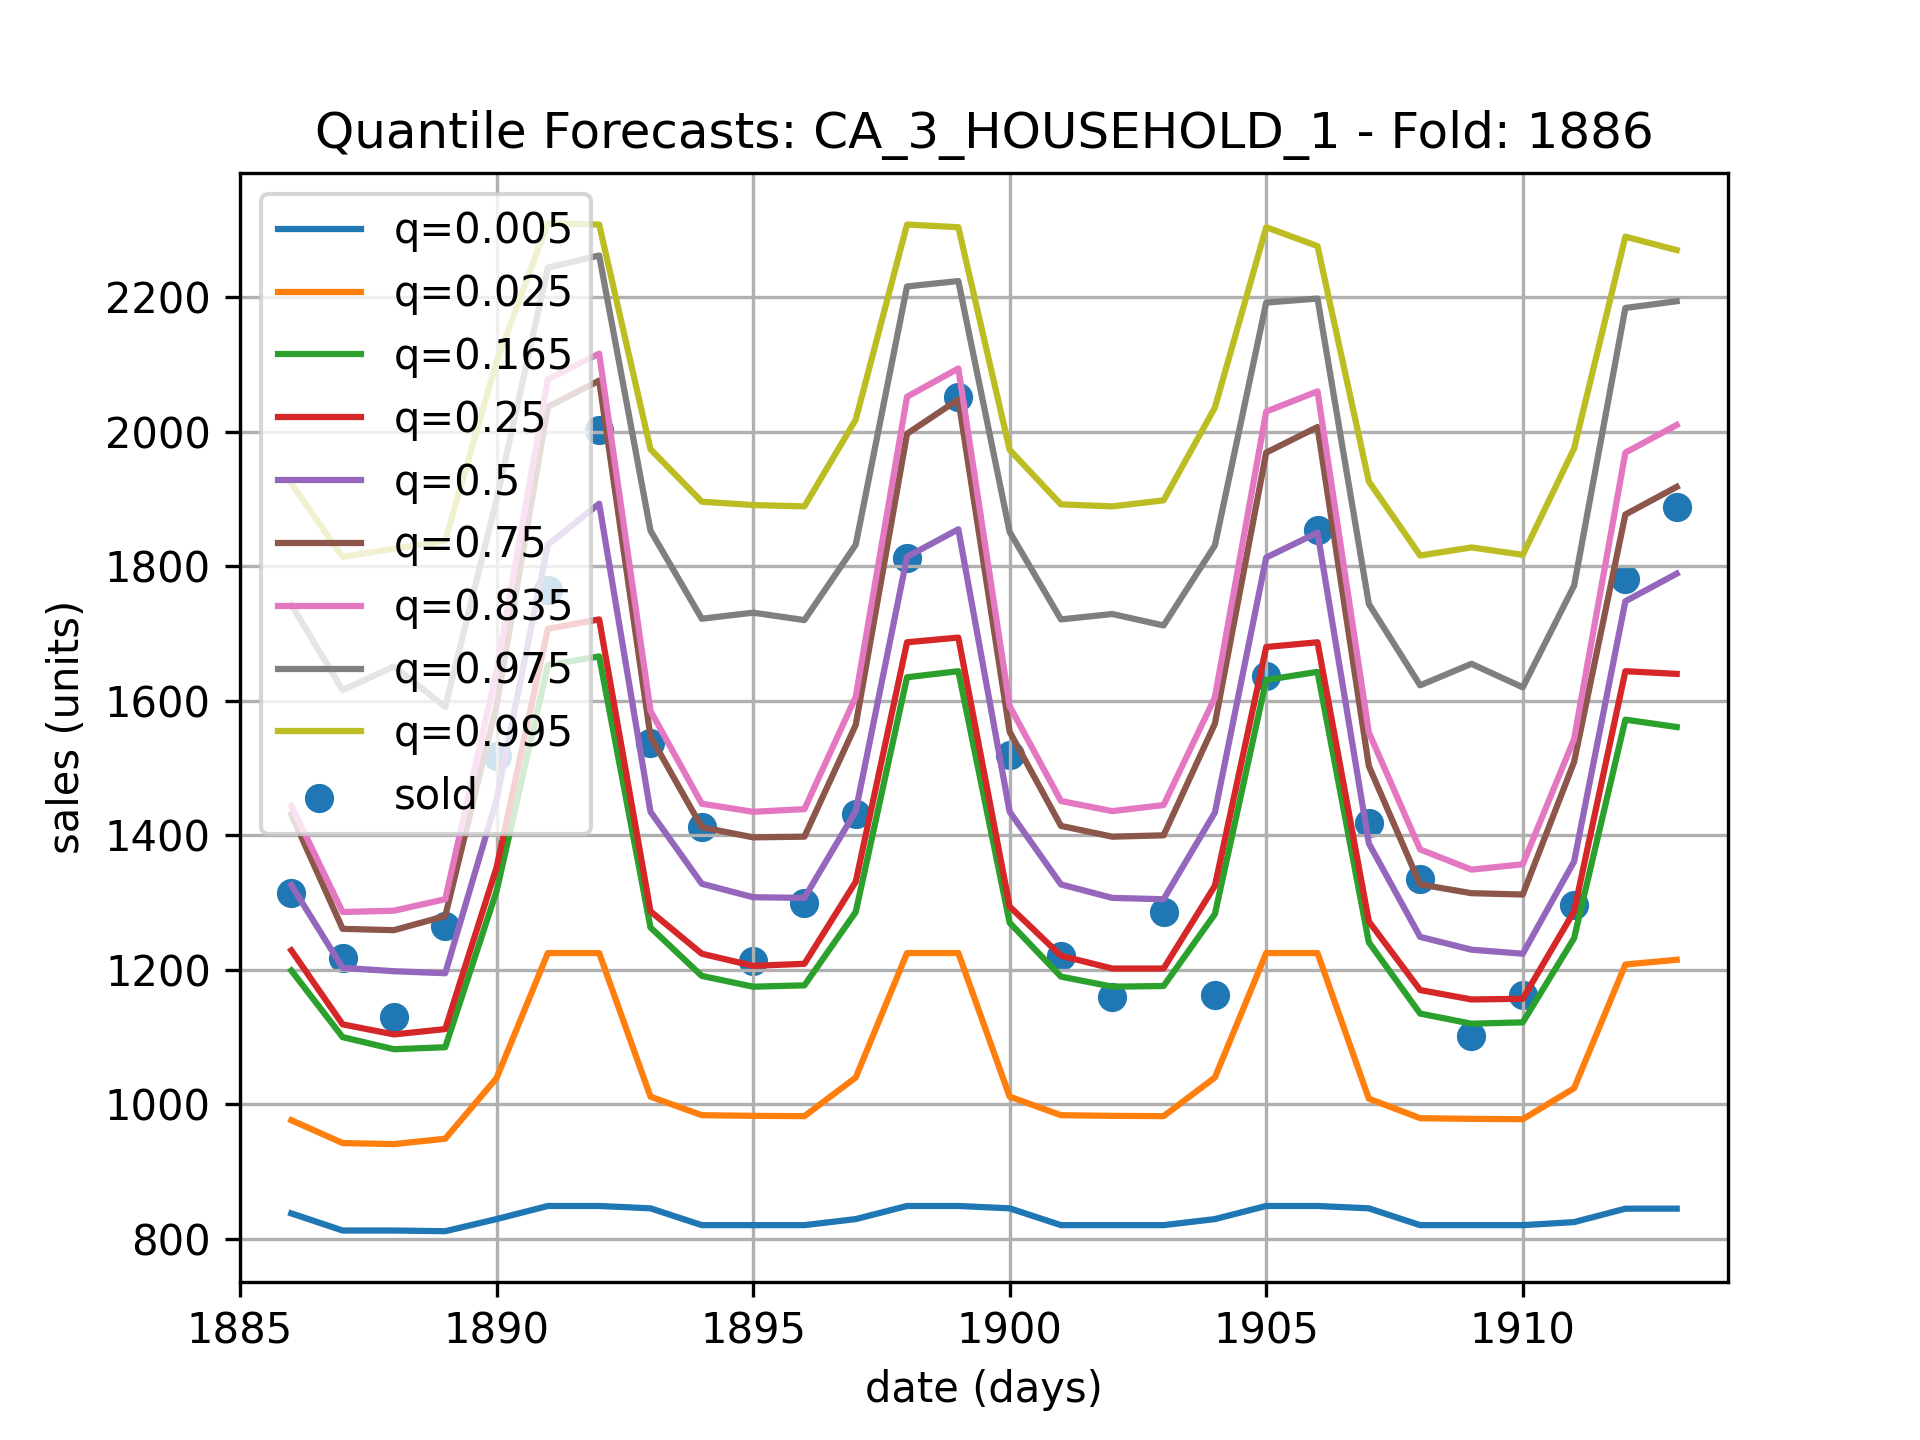 Quantile Forecasts: CA_3_HOUSEHOLD_1 - Fold: 1886
q=0.005
q=0.025
q=0.165
q=0.25
q=0.5
q=0.75
q=0.835
q=0.975
q=0.995
sold
sales (units)
2200
2000
1800
1600
1400
1200
1000
800
1885 1890 1895 1900 1905 1910
date (days)